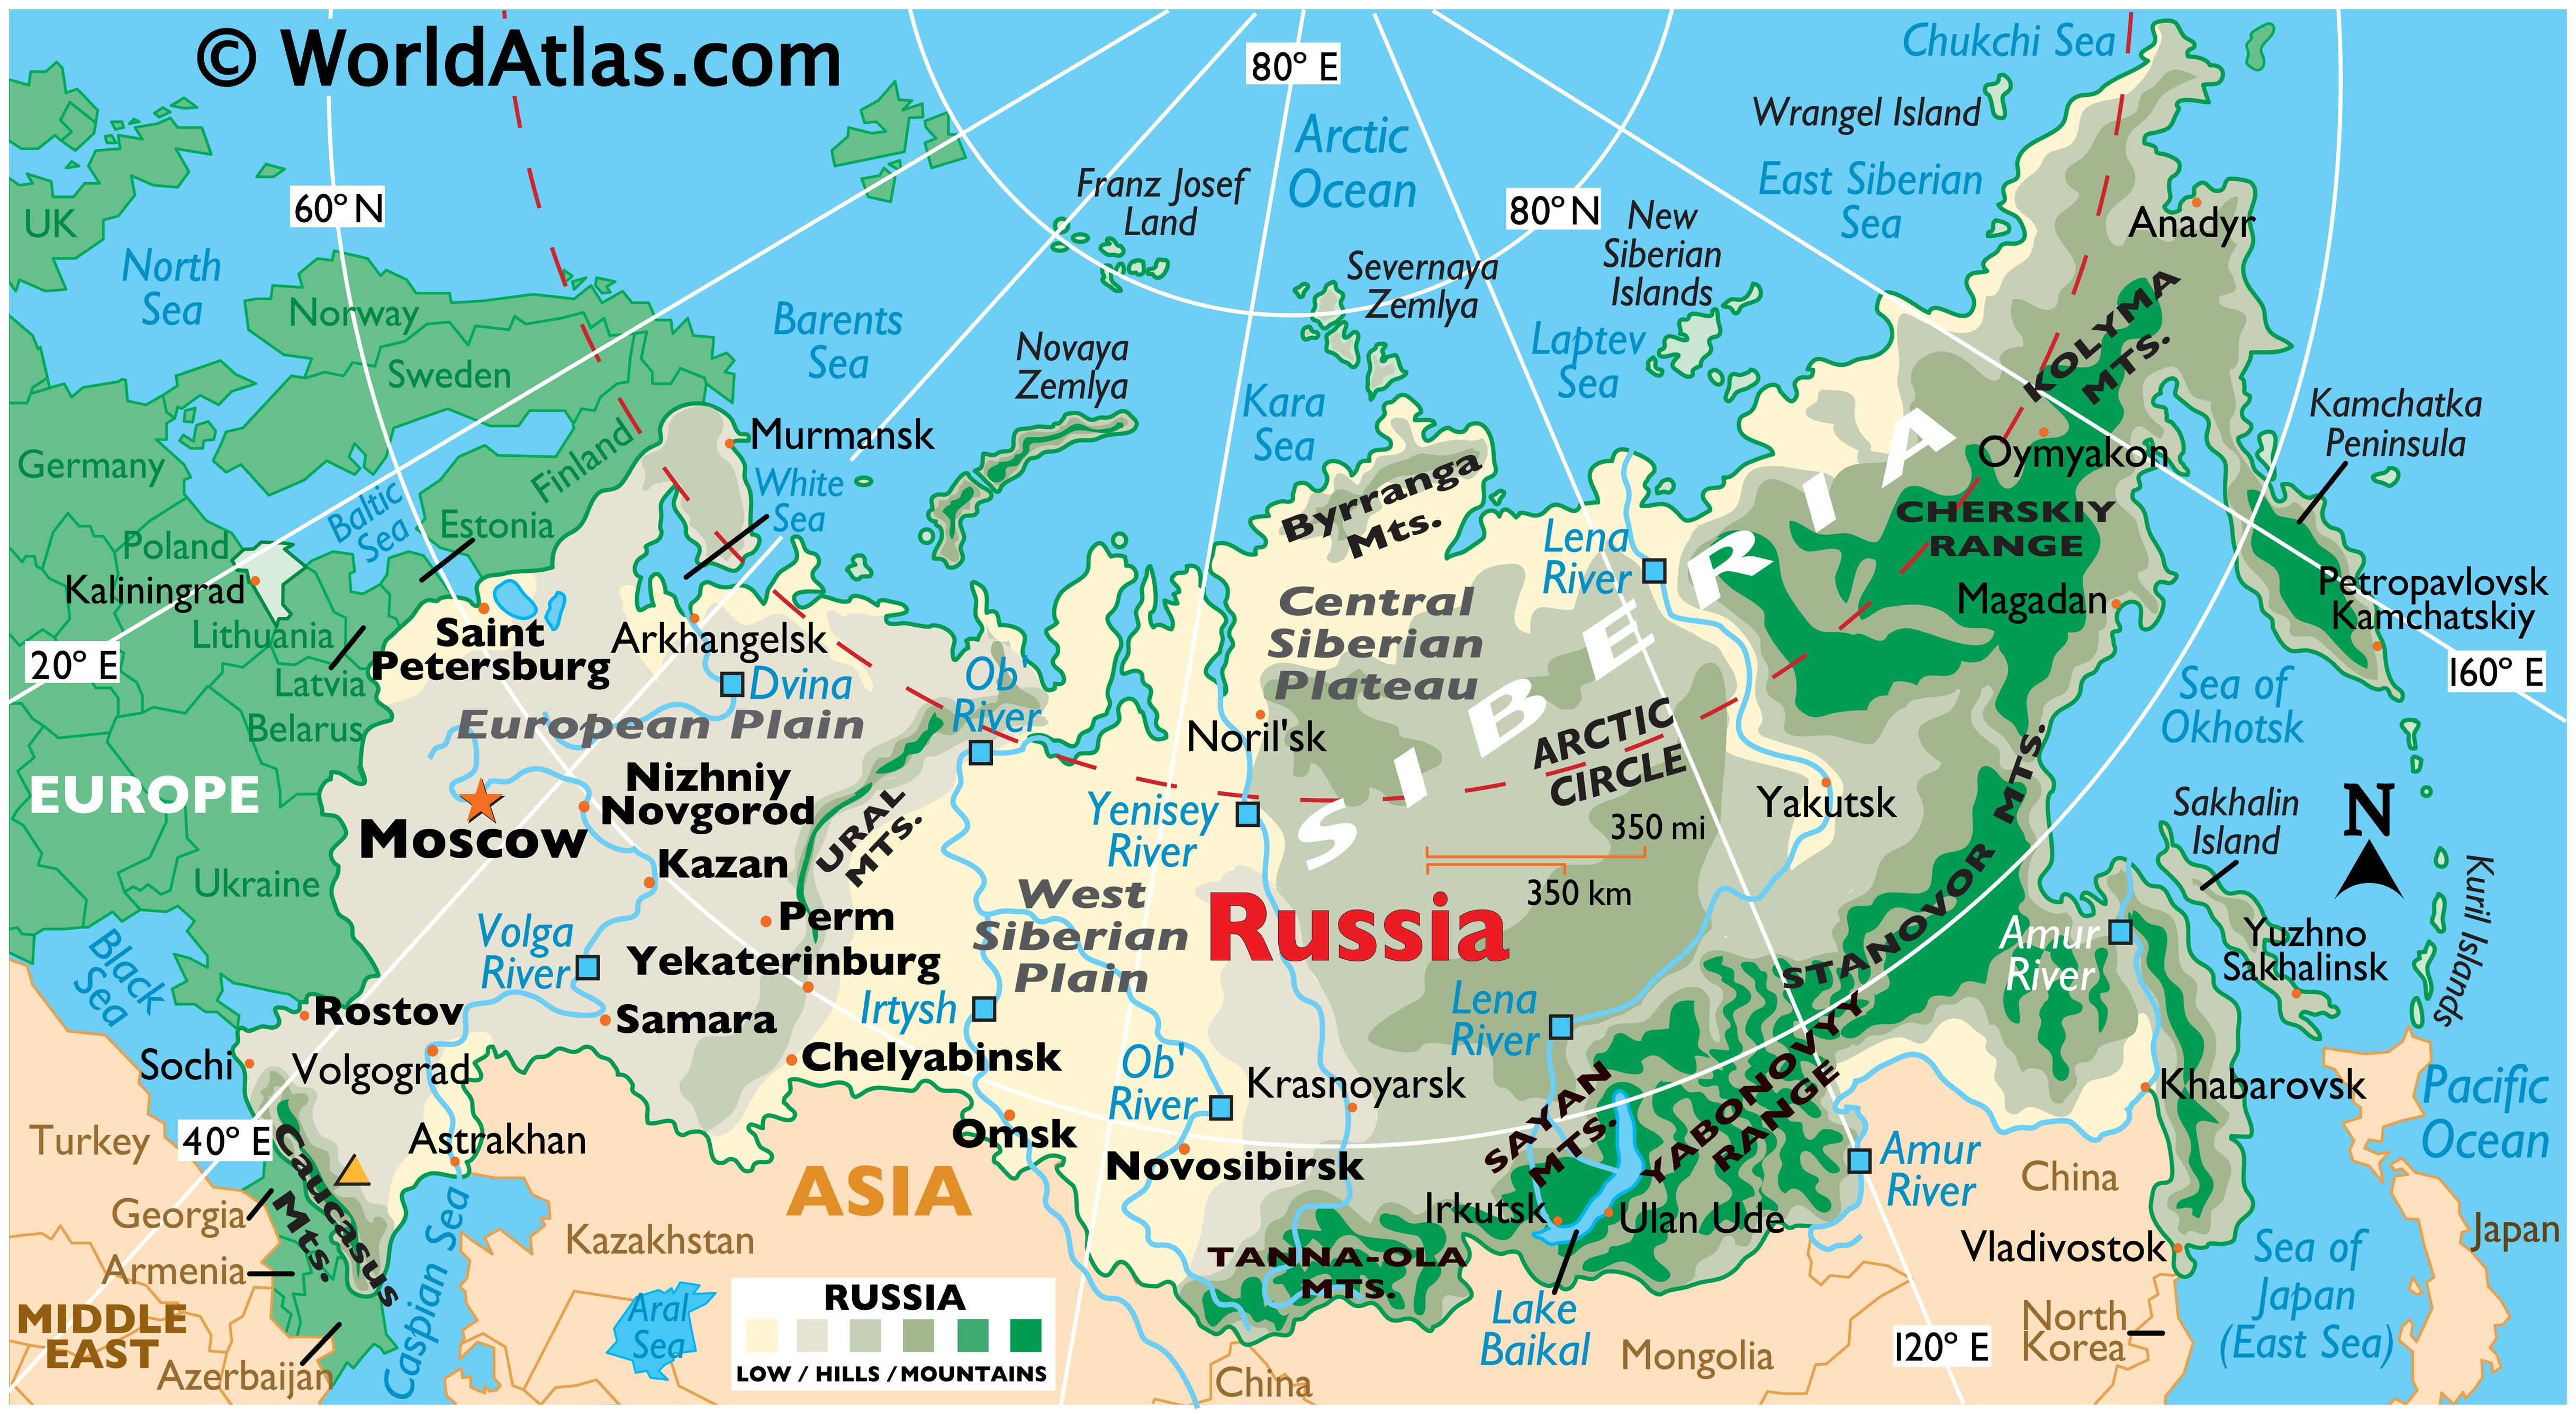 © WorldAtlas.com
80º E
Chukchi Sea
Arctic
Ocean
Wrangel Island
Franz Josef
Land
60º N
80º N
New
Siberian
Islands
East Siberian
Sea
UK
Anadyr
North
Sea
Severnaya
Zemlya
Norway
Barents
Sea
Laptev
Sea
Novaya
Zemlya
Sweden
Kara
Sea
KOLYMA
MTS.
Kamchatka
Peninsula
Murmansk
Germany
Finland
White
Sea
Byrranga
Mts.
Oymyakon
Baltic
Sea
Estonia
CHERSKIY
RANGE
Poland
Lena
River
Kaliningrad
Petropavlovsk
Kamchatskiy
Central
Siberian
Plateau
Magadan
Lithuania
Saint
Petersburg
Arkhangelsk
20º E
160º E
Latvia
Dvina
Ob'
River
Sea of
Okhotsk
Belarus
European Plain
Noril'sk
SIBERIA
ARCTIC
CIRCLE
EUROPE
Nizhniy
Novgorod
Yenisey
River
Yakutsk
Sakhalin
Island
N
Moscow
URAL
MTS.
350 mi
350 km
Kazan
Ukraine
West
Siberian
Plain
Russia
STANOVOR MTS.
Kuril Islands
Perm
Volga
River
Amur
River
Yuzhno
Sakhalinsk
Black
Sea
Yekaterinburg
Rostov
Samara
Irtysh
Lena
River
Sochi
Volgograd
Chelyabinsk
Ob'
River
Krasnoyarsk
SAYAN
MTS.
YABONOVYY
RANGE
Khabarovsk
Pacific
Ocean
Turkey
40º E
Astrakhan
Omsk
Novosibirsk
Amur
River
China
Caucasus
Mts.
ASIA
Georgia
Irkutsk
Ulan Ude
Kazakhstan
Vladivostok
Japan
Armenia
Caspian Sea
TANNA-OLA
MTS.
Sea of
Japan
(East Sea)
MIDDLE
EAST
Aral
Sea
Lake
Baikal
Mongolia
120º E
North
Korea
Azerbaijan
China
RUSSIA
LOW / HILLS / MOUNTAINS